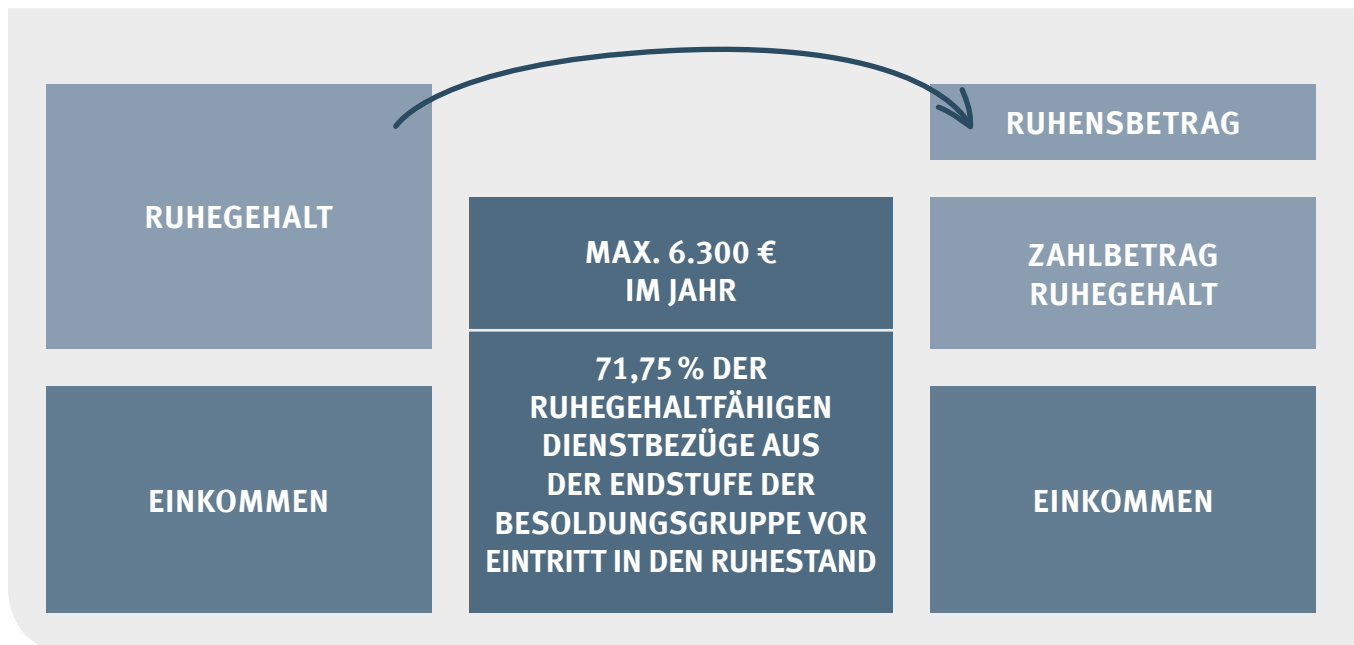 RUHEGEHALT
EINKOMMEN
MAX. 6.300 €
IM JAHR
71,75 % DER
RUHEGEHALTFÄHIGEN
DIENSTBEZÜGE AUS
DER ENDSTUFE DER
BESOLDUNGSGRUPPE VOR
EINTRITT IN DEN RUHESTAND
RUHENSBETRAG
ZAHLBETRAG
RUHEGEHALT
EINKOMMEN